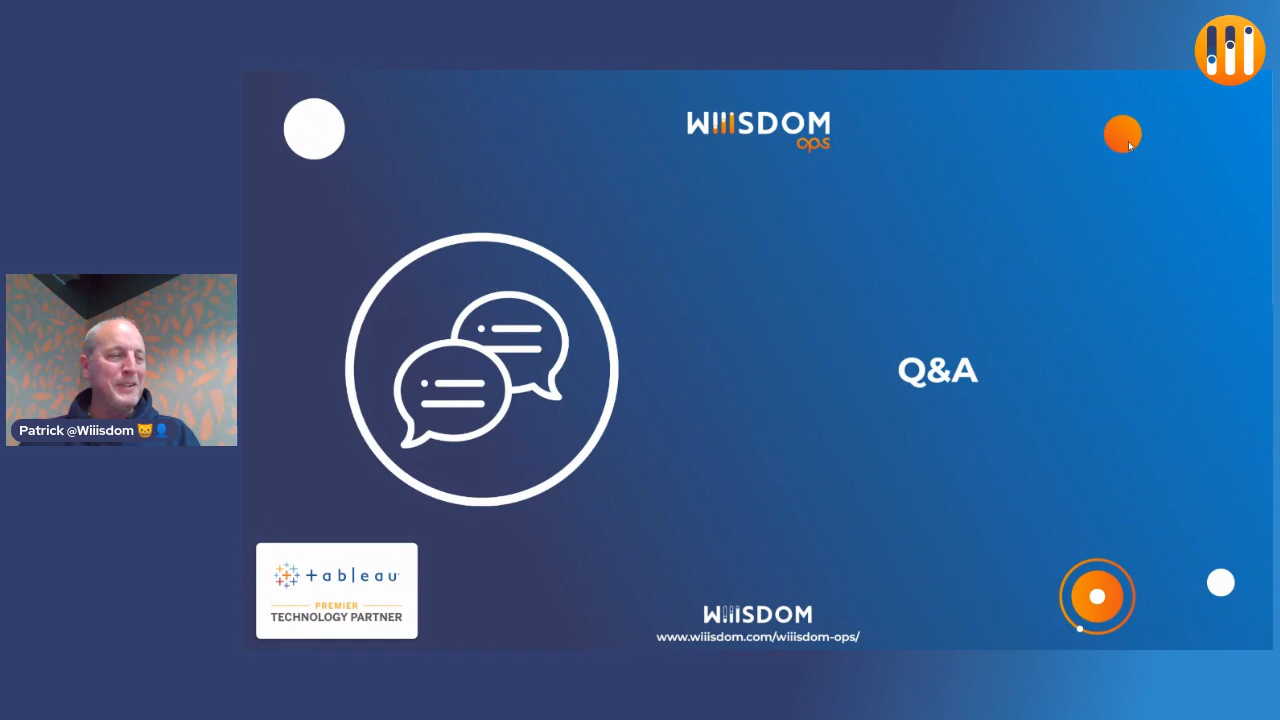 WIIISDOM
ops
Q&A
Patrick @Wiiisdom
+ a b l e a u
PREMIER
TECHNOLOGY PARTNER
WIIISDOM
www.wiiisdom.com/wiiisdom-ops/